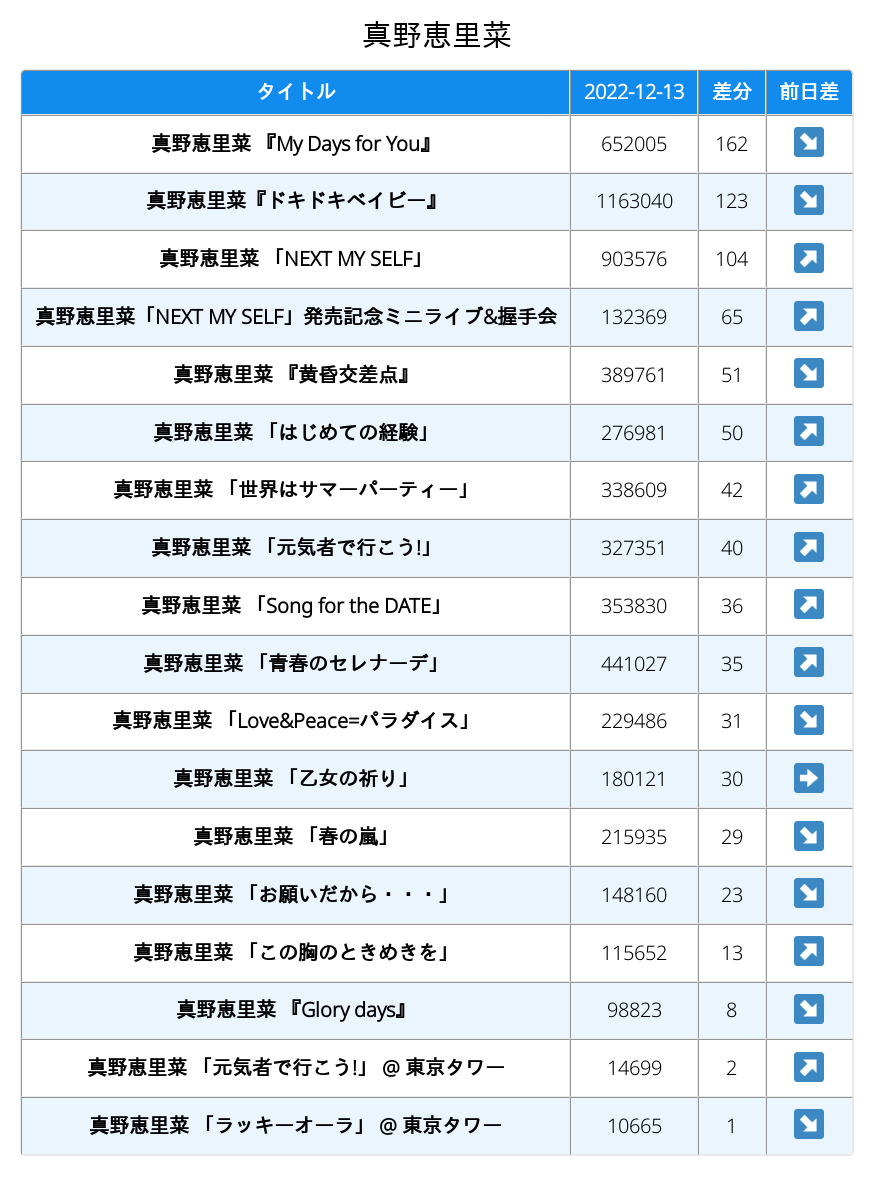 真野恵里菜
タイトル 2022-12-13 差分 前日差
真野恵里菜 『My Days for You』 652005 162 ↘
真野恵里菜『ドキドキベイビー』 1163040 123 ↘
真野恵里菜 「NEXT MY SELF」 903576 104 ↗
真野恵里菜「NEXT MY SELF」発売記念ミニライブ&握手会 132369 65 ↗
真野恵里菜 『黄昏交差点』 389761 51 ↘
真野恵里菜 「はじめての経験」 276981 50 ↗
真野恵里菜 「世界はサマーパーティー」 338609 42 ↗
真野恵里菜 「元気者で行こう!」 327351 40 ↗
真野恵里菜 「Song for the DATE」 353830 36 ↗
真野恵里菜 「青春のセレナーデ」 441027 35 ↗
真野恵里菜 「Love&Peace=パラダイス」 229486 31 ↘
真野恵里菜 「乙女の祈り」 180121 30 ➡
真野恵里菜 「春の嵐」 215935 29 ↘
真野恵里菜 「お願いだから・・・」 148160 23 ↘
真野恵里菜 「この胸のときめきを」 115652 13 ↗
真野恵里菜 『Glory days』 98823 8 ↘
真野恵里菜 「元気者で行こう!」 @ 東京タワー 14699 2 ↗
真野恵里菜 「ラッキーオーラ」 @ 東京タワー 10665 1 ↘